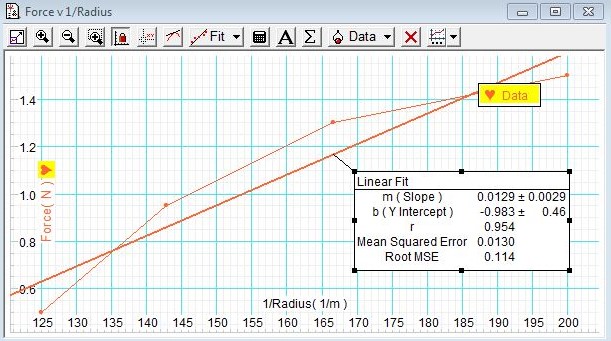 Force v 1/Radius
Fit
Σ
Data
1.4
1.2
1.0
0.8
0.6
Force( N )
Data
Linear Fit
m ( Slope ) 0.0129 ± 0.0029
b ( Y Intercept ) -0.983 ± 0.46
r 0.954
Mean Squared Error 0.0130
Root MSE 0.114
1/Radius( 1/m )
125 130 135 140 145 150 155 160 165 170 175 180 185 190 195 200